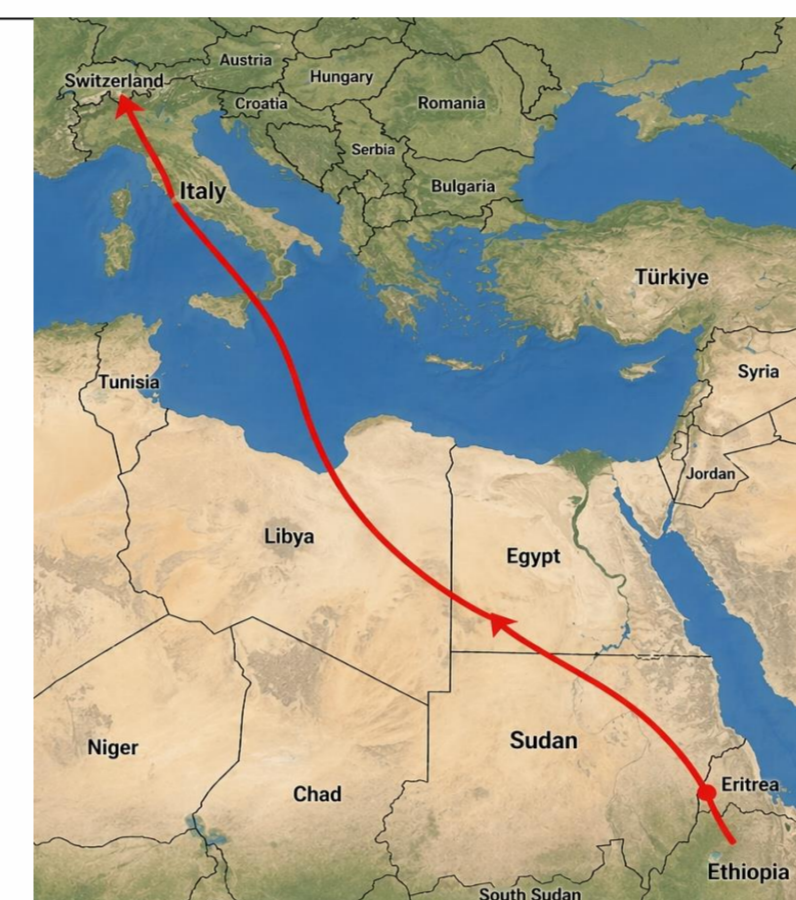 Austria
Switzerland
Hungary
Croatia
Romania
Serbia
Bulgaria
Italy
Türkiye
Syria
Tunisia
Jordan
Libya
Egypt
Sudan
Niger
Eritrea
Chad
Ethiopia
South Sudan